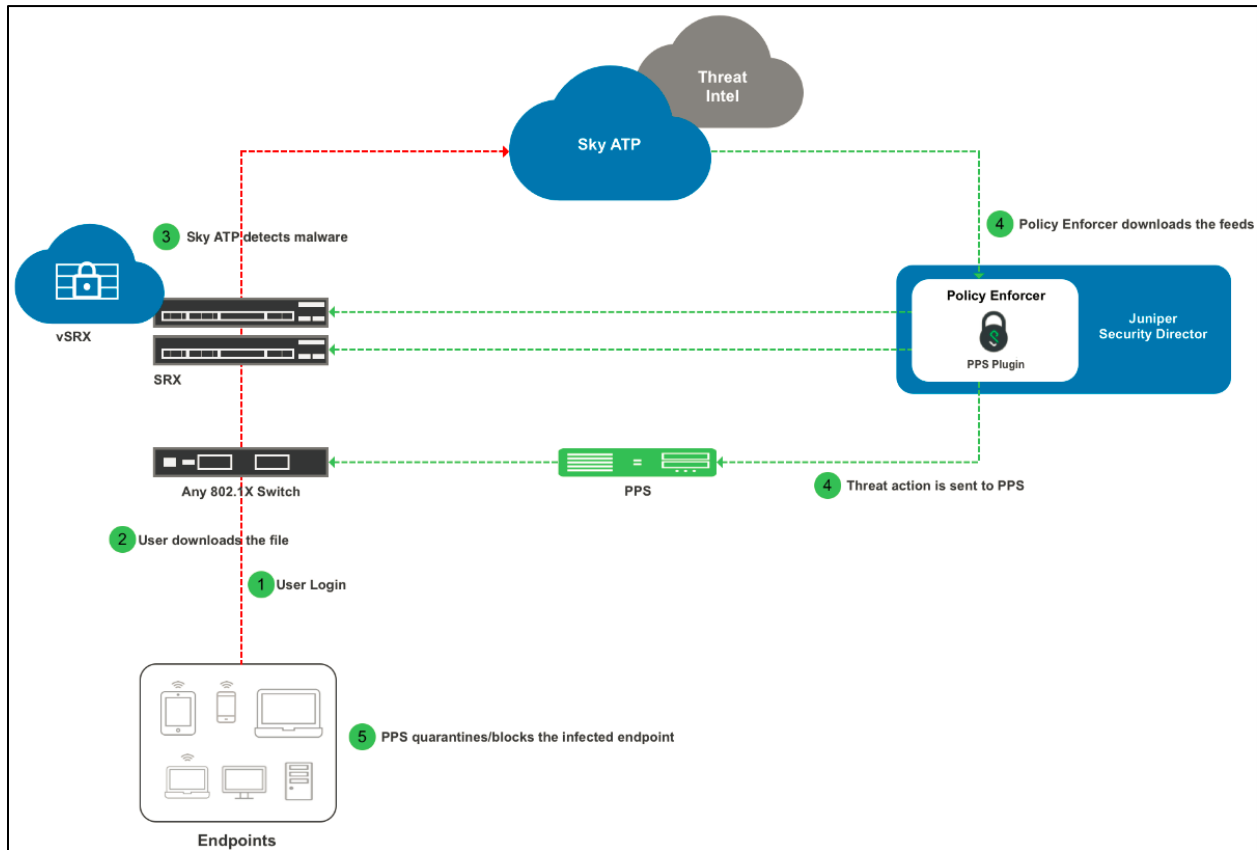 Threat
Intel
Sky ATP
3 Sky ATP detects malware
4 Policy Enforcer downloads the feeds
vSRX
Policy Enforcer
PPS Plugin
Juniper
Security Director
SRX
Any 802.1X Switch
PPS
4 Threat action is sent to PPS
2 User downloads the file
1 User Login
5 PPS quarantines/blocks the infected endpoint
Endpoints